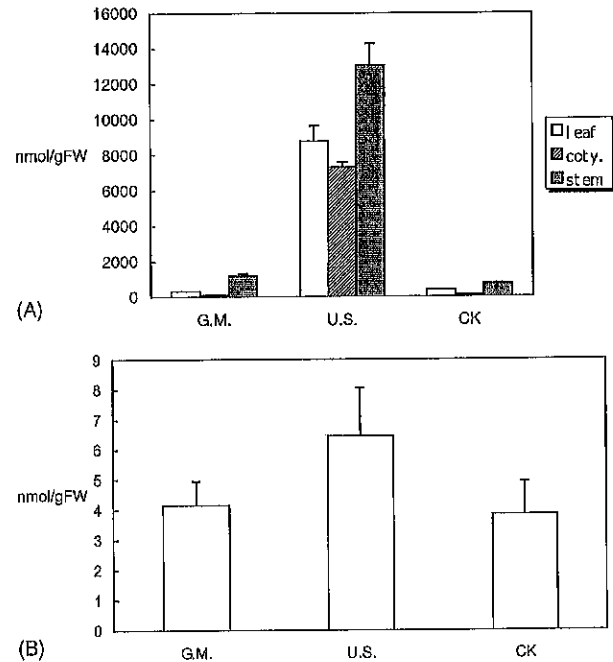 16000
14000
12000
10000
nmol/gFW
8000
6000
4000
2000
0
leaf
coty.
stem
(A)
G.M.
U.S.
CK
9
8
7
6
5
nmol/gFW
4
3
2
1
0
(B)
G.M.
U.S.
CK